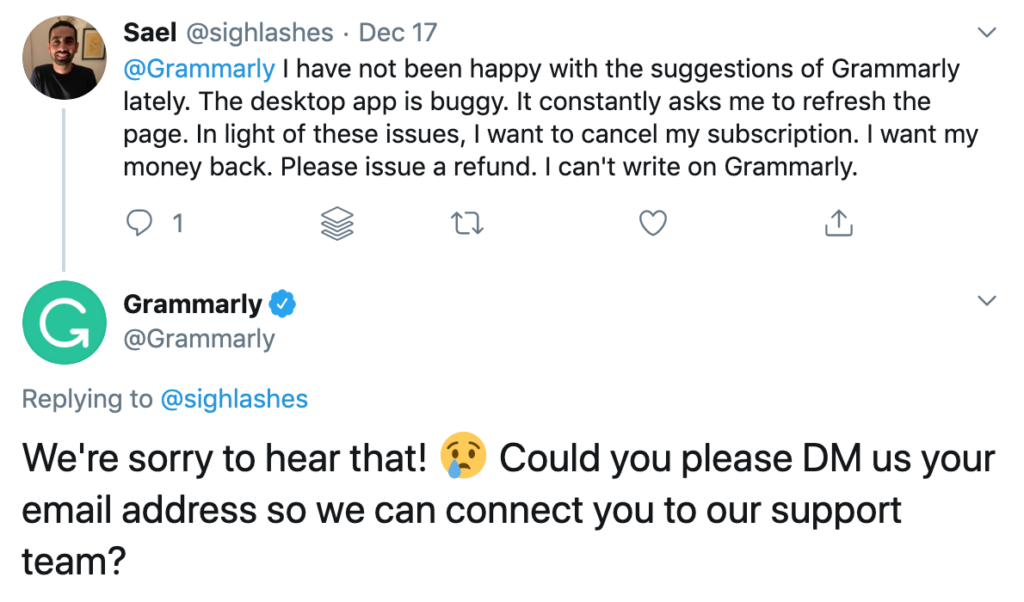 Sael @sighlashes · Dec 17
@Grammarly I have not been happy with the suggestions of Grammarly
lately. The desktop app is buggy. It constantly asks me to refresh the
page. In light of these issues, I want to cancel my subscription. I want my
money back. Please issue a refund. I can't write on Grammarly.
1
Grammarly
@Grammarly
Replying to @sighlashes
We're sorry to hear that! 😢 Could you please DM us your
email address so we can connect you to our support
team?